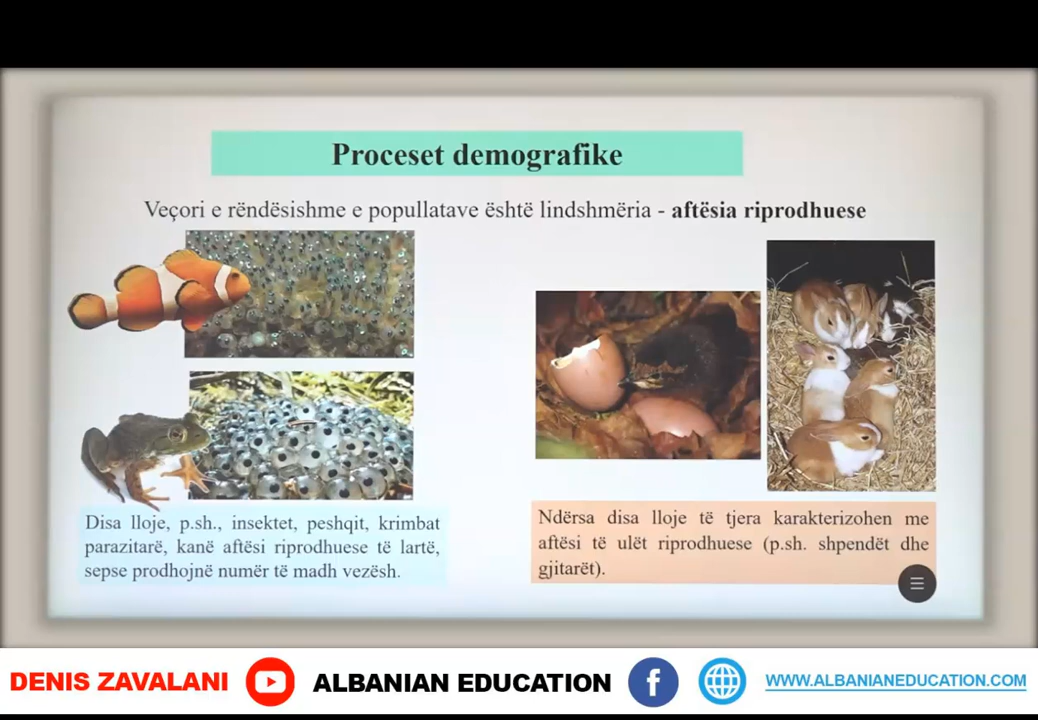 Proceset demografike
Veçori e rëndësishme e popullatave është lindshmëria - aftësia riprodhuese
Disa lloje, p.sh., insektet, peshqit, krimbat
parazitarë, kanë aftësi riprodhuese të lartë,
sepse prodhojnë numër të madh vezësh.
Ndërsa disa lloje të tjera karakterizohen me
aftësi të ulët riprodhuese (p.sh. shpendët dhe
gjitarët).
DENIS ZAVALANI ALBANIAN EDUCATION WWW.ALBANIANEDUCATION.COM